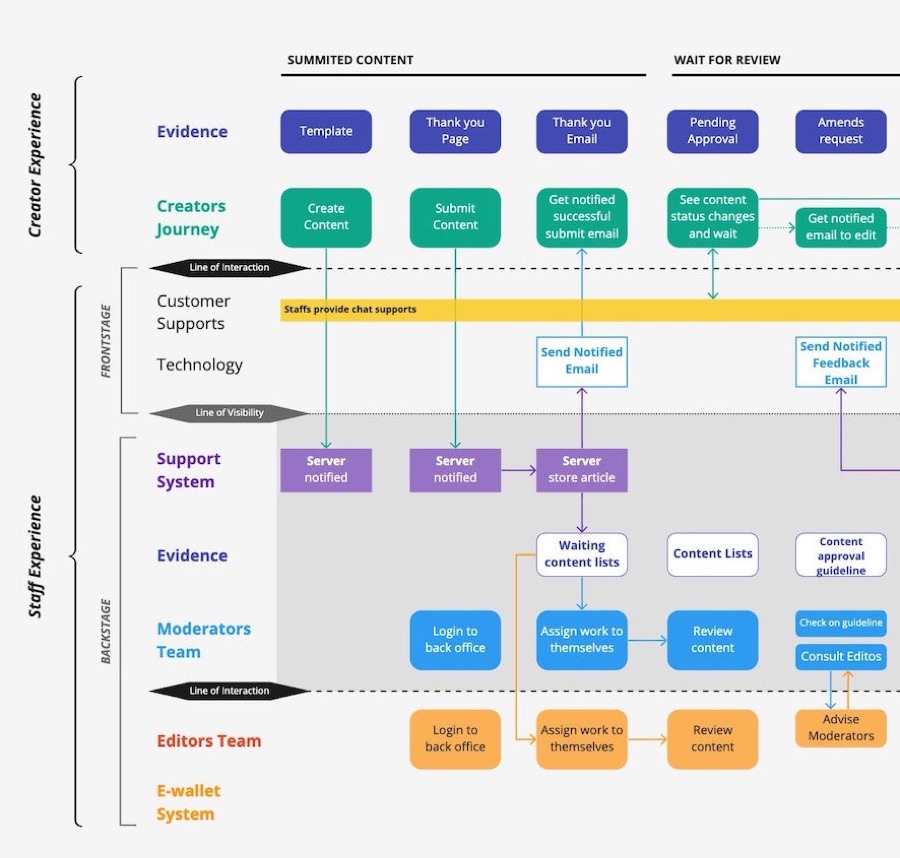 SUMMITED CONTENT
WAIT FOR REVIEW
Creator Experience
Evidence
Template
Thank you
Page
Thank you
Email
Pending
Approval
Amends
request
Creators
Journey
Create
Content
Submit
Content
Get notified
successful
submit email
See content
status changes
and wait
Get notified
email to edit
Line of Interaction
FRONTSTAGE
Customer
Supports
Staffs provide chat supports
Technology
Send Notified
Email
Send Notified
Feedback
Email
Line of Visibility
Staff Experience
BACKSTAGE
Support
System
Server
notified
Server
notified
Server
store article
Evidence
Waiting
content lists
Content Lists
Content
approval
guideline
Moderators
Team
Login to
back office
Assign work to
themselves
Review
content
Check on guideline
Consult Editos
Line of Interaction
Editors Team
Login to
back office
Assign work to
themselves
Review
content
Advise
Moderators
E-wallet
System